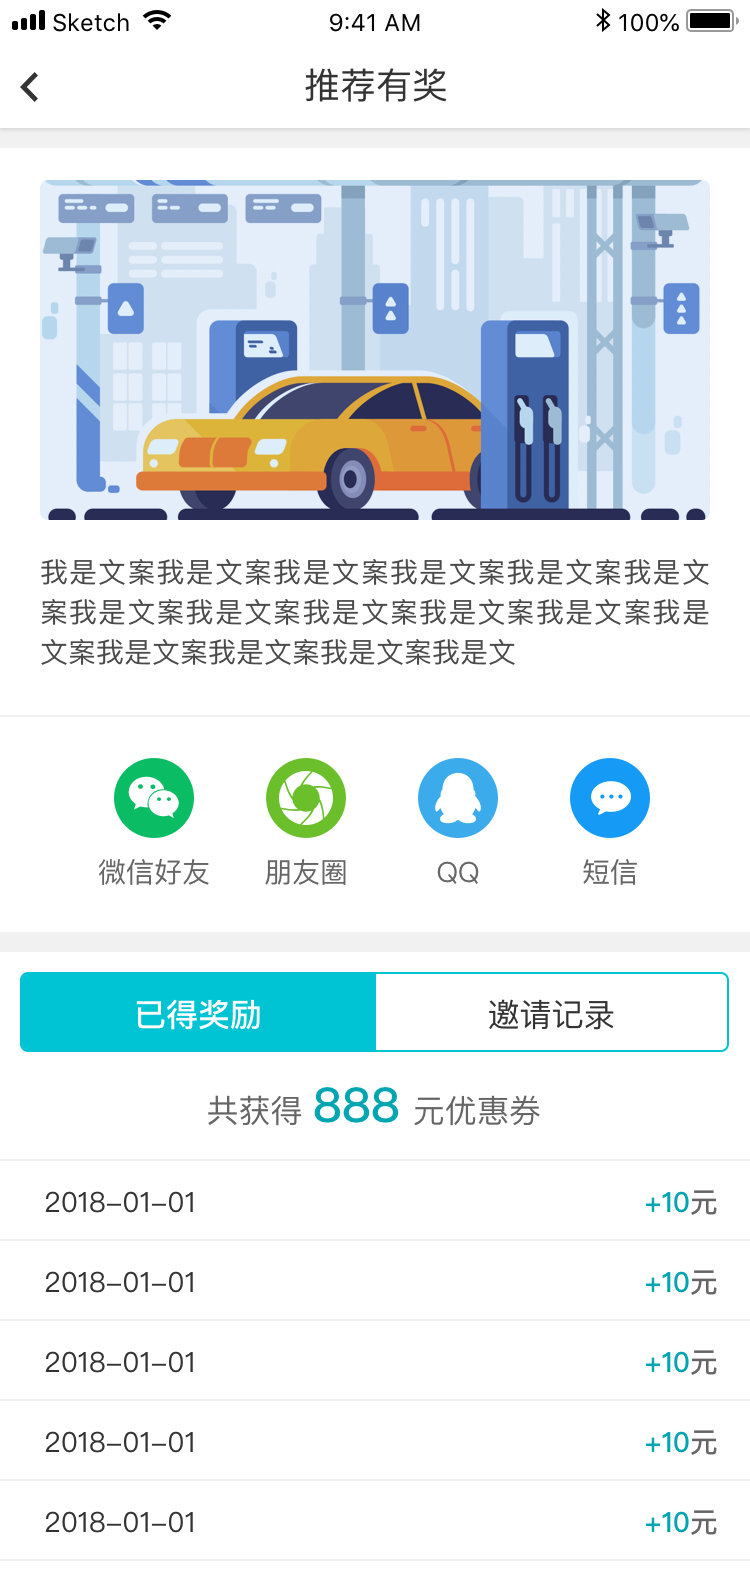 Sketch 9:41 AM 100%
推荐有奖
我是文案我是文案我是文案我是文案我是文案我是文
案我是文案我是文案我是文案我是文案我是文案我是
文案我是文案我是文案我是文案我是文
微信好友 朋友圈 QQ 短信
已得奖励 邀请记录
共获得 888 元优惠券
2018-01-01 +10元
2018-01-01 +10元
2018-01-01 +10元
2018-01-01 +10元
2018-01-01 +10元